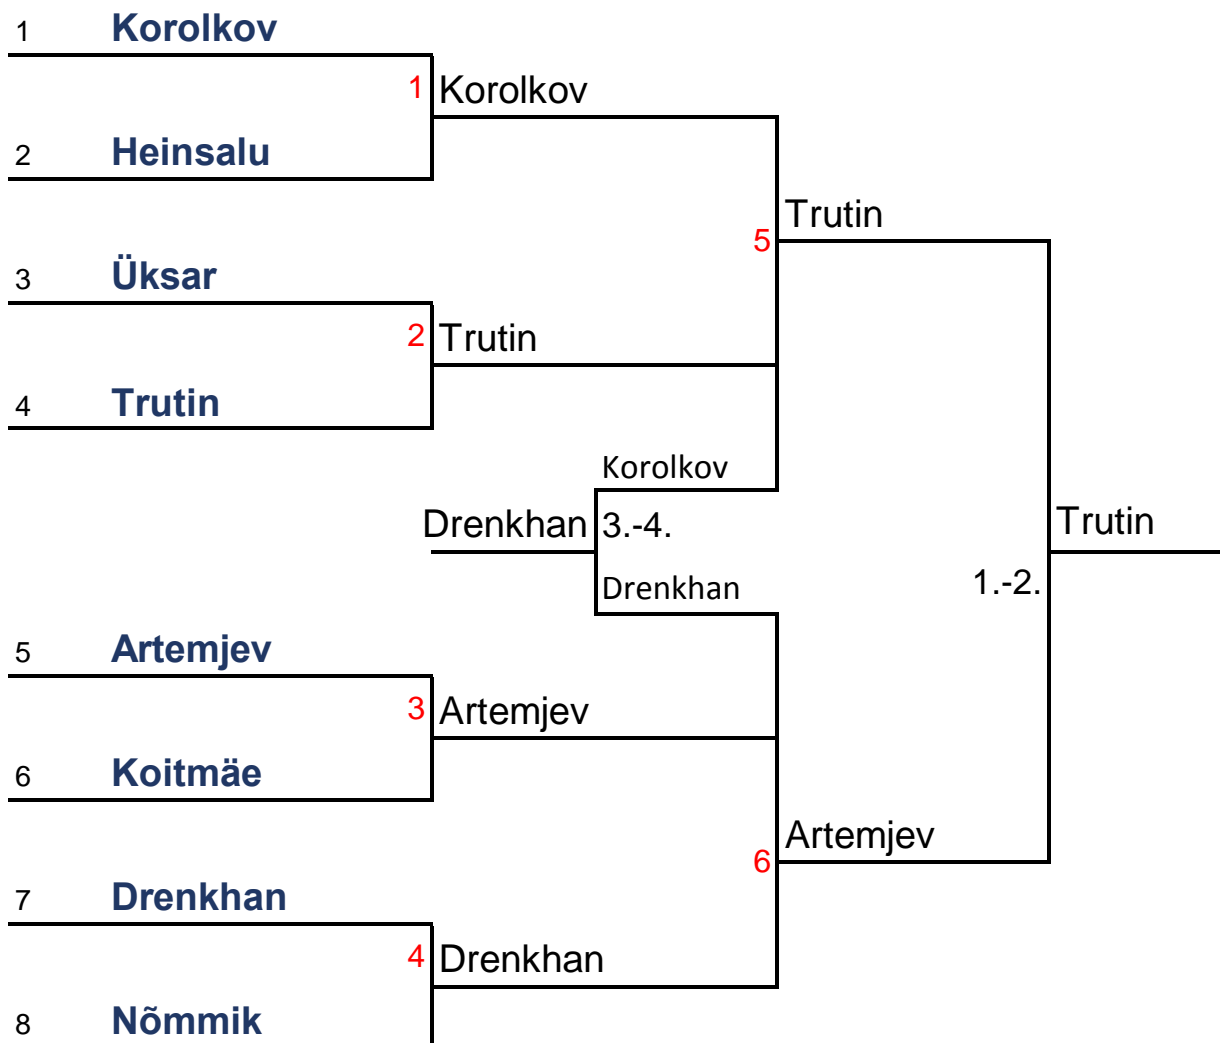 1 Korolkov
1 Korolkov
2 Heinsalu
5 Trutin
3 Üksar
2 Trutin
4 Trutin
Korolkov
Drenkhan 3.-4.
Trutin
1.-2.
Drenkhan
5 Artemjev
3 Artemjev
6 Koitmäe
6 Artemjev
7 Drenkhan
4 Drenkhan
8 Nõmmik